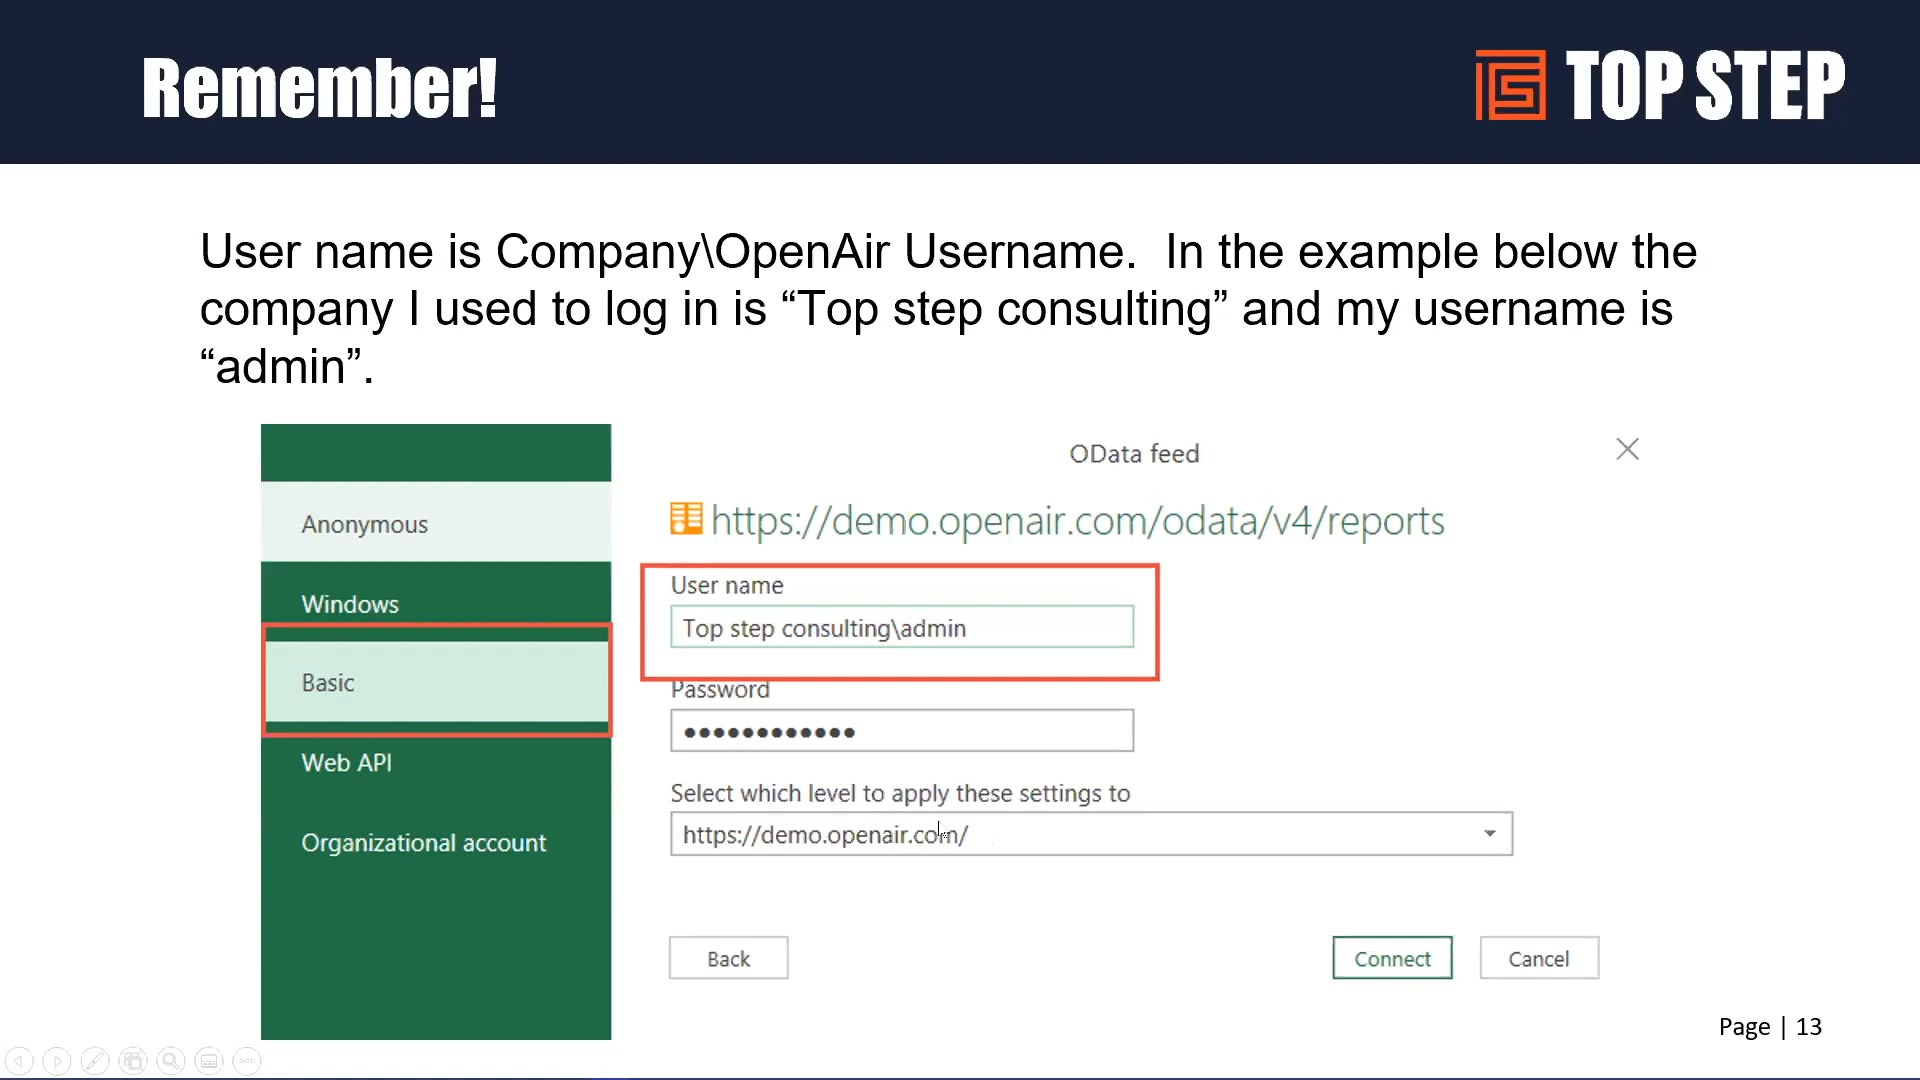 Remember!
TOP STEP
User name is Company\OpenAir Username.  In the example below the
company I used to log in is “Top step consulting” and my username is
“admin”.
OData feed
Anonymous
Windows
Basic
Web API
Organizational account
https://demo.openair.com/odata/v4/reports
User name
Top step consulting\admin
Password
Select which level to apply these settings to
https://demo.openair.com/
Back
Connect
Cancel
Page | 13